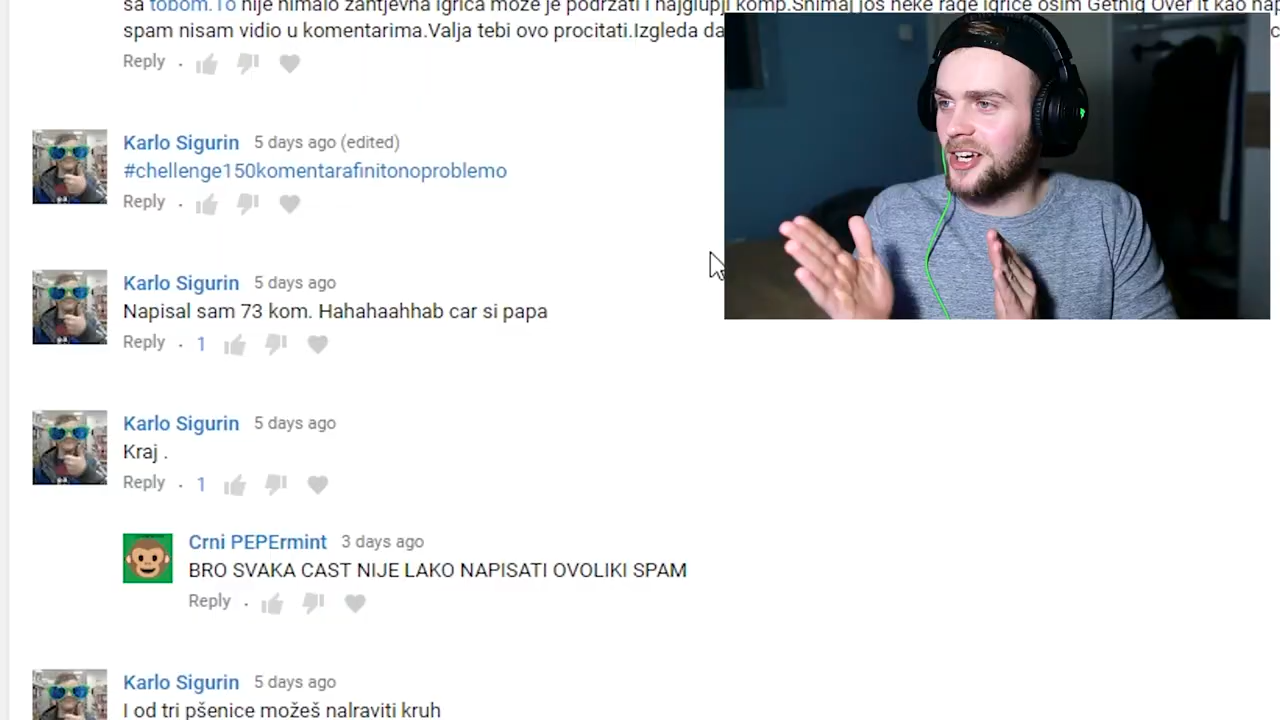 sa tobom.To nije nimalo zahtjevna igrica može je podržati i najglupji komp.Snimaj još neke rage igrice osim Gethig Over It kao nap
spam nisam vidio u komentarima.Valja tebi ovo procitati.Izgleda da
Reply .
Karlo Sigurin 5 days ago (edited)
#chellenge150komentarafinitonoproblemo
Reply .
Karlo Sigurin 5 days ago
Napisal sam 73 kom. Hahahaahhab car si papa
Reply . 1
Karlo Sigurin 5 days ago
Kraj .
Reply . 1
Crni PEPErmint 3 days ago
BRO SVAKA CAST NIJE LAKO NAPISATI OVOLIKI SPAM
Reply .
Karlo Sigurin 5 days ago
I od tri pšenice možeš nalraviti kruh